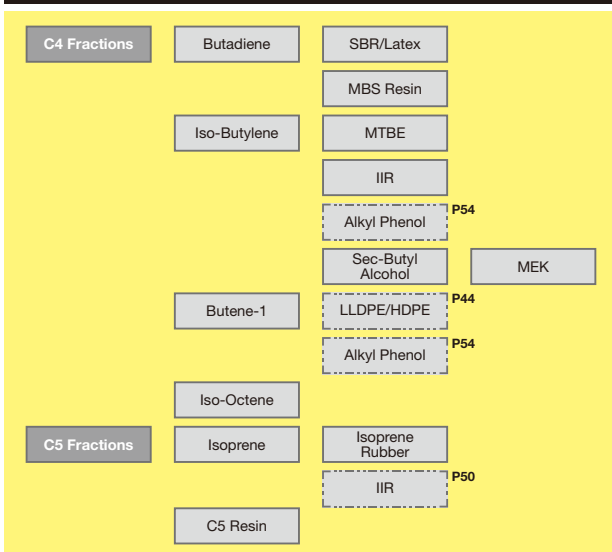 C4 Fractions Butadiene SBR/Latex
MBS Resin
Iso-Butylene MTBE
IIR
Alkyl Phenol P54
Sec-Butyl
Alcohol
MEK
Butene-1 LLDPE/HDPE P44
Alkyl Phenol P54
Iso-Octene
C5 Fractions Isoprene Isoprene
Rubber
IIR P50
C5 Resin